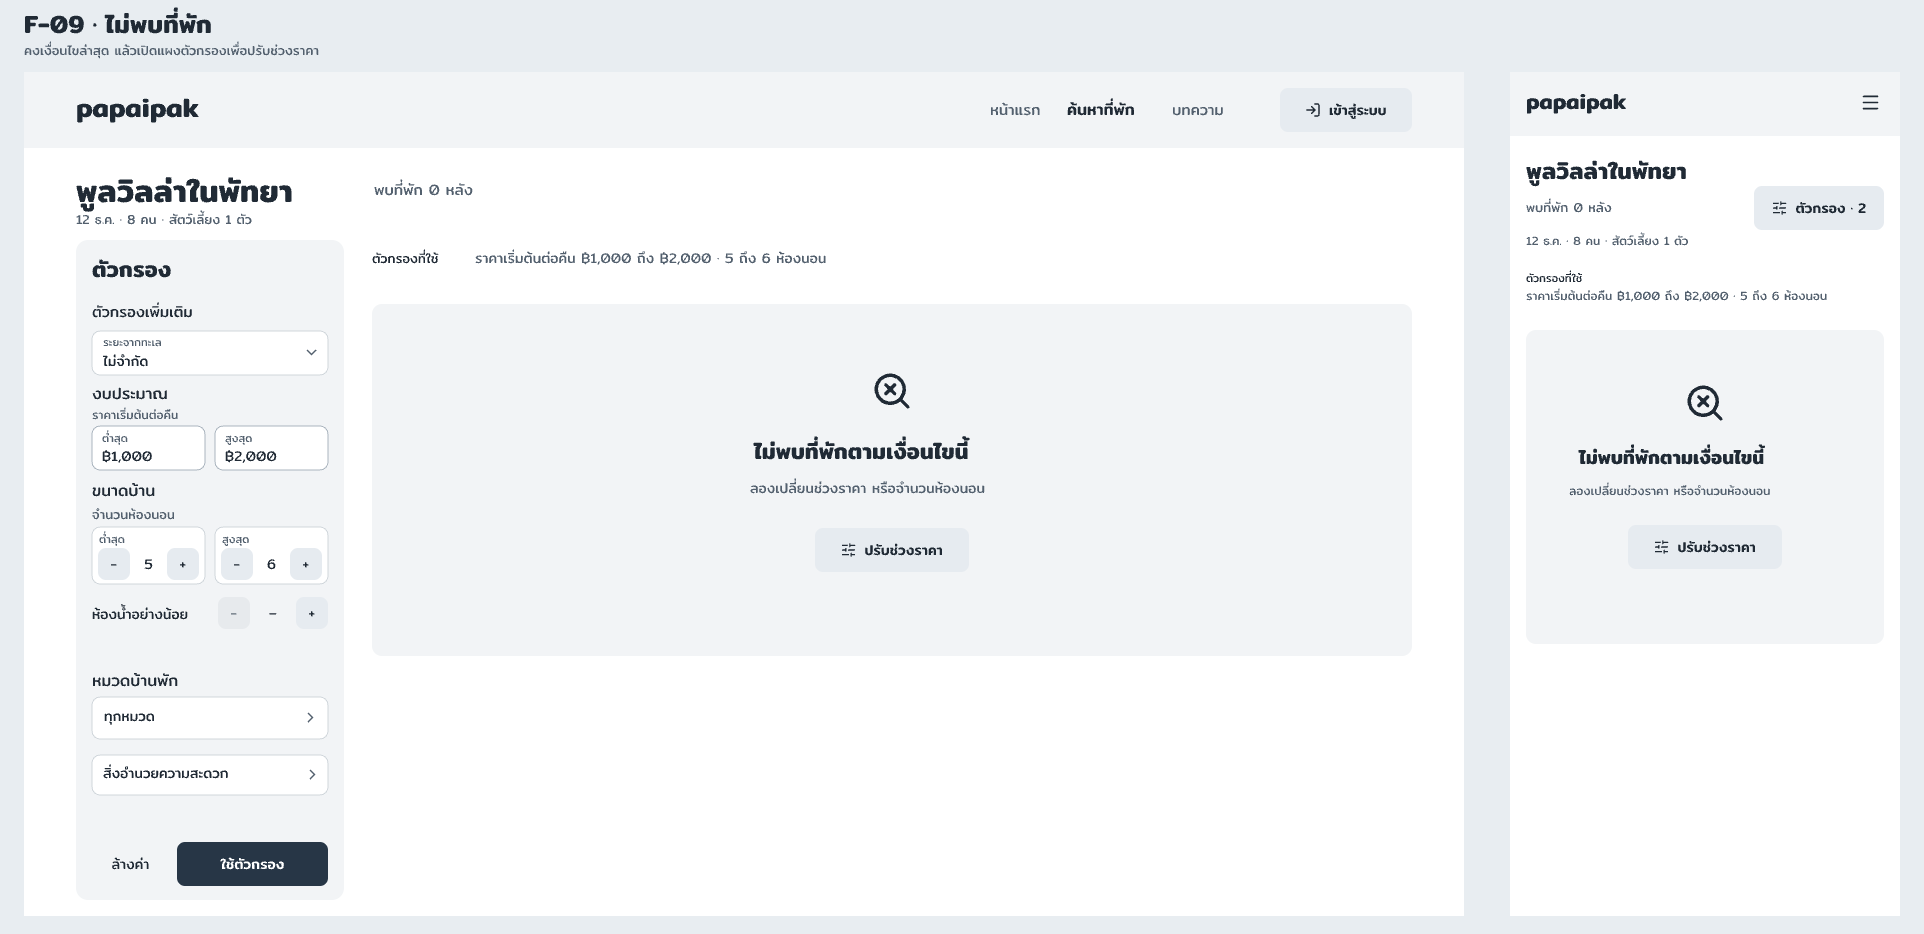 F-09 · ไม่พบที่พัก
คงเงื่อนไขล่าสุด แล้วเปิดแผงตัวกรองเพื่อปรับช่วงราคา
papaipak
หน้าแรก
ค้นหาที่พัก
บทความ
เข้าสู่ระบบ
พูลวิลล่าในพัทยา
12 ธ.ค. · 8 คน · สัตว์เลี้ยง 1 ตัว
พบที่พัก 0 หลัง
ตัวกรอง
ตัวกรองเพิ่มเติม
ระยะจากทะเล
ไม่จำกัด
งบประมาณ
ราคาเริ่มต้นต่อคืน
ต่ำสุด
฿1,000
สูงสุด
฿2,000
ขนาดบ้าน
จำนวนห้องนอน
ต่ำสุด
- 5 +
สูงสุด
- 6 +
ห้องน้ำอย่างน้อย - – +
หมวดบ้านพัก
ทุกหมวด
สิ่งอำนวยความสะดวก
ล้างค่า
ใช้ตัวกรอง
ตัวกรองที่ใช้ ราคาเริ่มต้นต่อคืน ฿1,000 ถึง ฿2,000 · 5 ถึง 6 ห้องนอน
ไม่พบที่พักตามเงื่อนไขนี้
ลองเปลี่ยนช่วงราคา หรือจำนวนห้องนอน
ปรับช่วงราคา
papaipak
พูลวิลล่าในพัทยา
พบที่พัก 0 หลัง
ตัวกรอง · 2
12 ธ.ค. · 8 คน · สัตว์เลี้ยง 1 ตัว
ตัวกรองที่ใช้
ราคาเริ่มต้นต่อคืน ฿1,000 ถึง ฿2,000 · 5 ถึง 6 ห้องนอน
ไม่พบที่พักตามเงื่อนไขนี้
ลองเปลี่ยนช่วงราคา หรือจำนวนห้องนอน
ปรับช่วงราคา